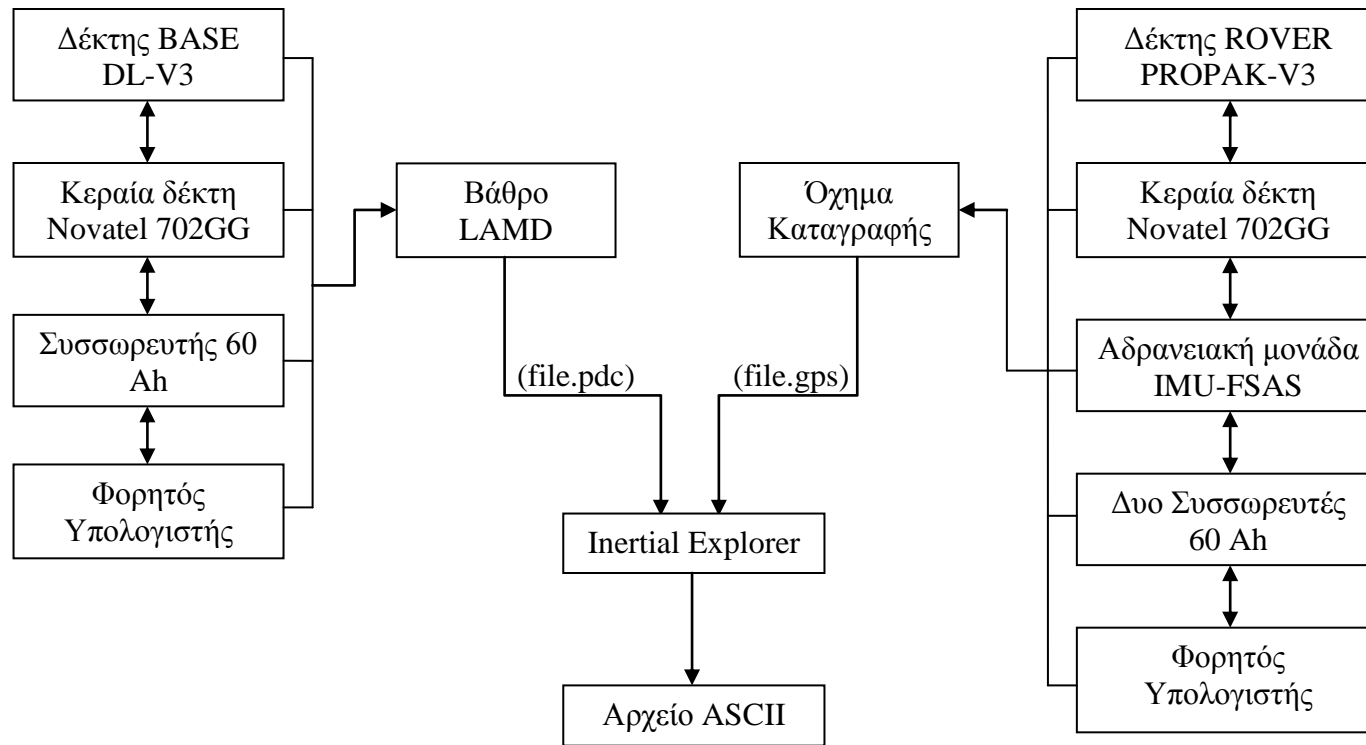 Δέκτης BASE
DL-V3
Κεραία δέκτη
Novatel 702GG
Συσσωρευτής 60
Ah
Φορητός
Υπολογιστής
Βάθρο
LAMD
(file.pdc)
Όχημα
Καταγραφής
(file.gps)
Inertial Explorer
Αρχείο ASCII
Δέκτης ROVER
PROPAK-V3
Κεραία δέκτη
Novatel 702GG
Αδρανειακή μονάδα
IMU-FSAS
Δυο Συσσωρευτές
60 Ah
Φορητός
Υπολογιστής